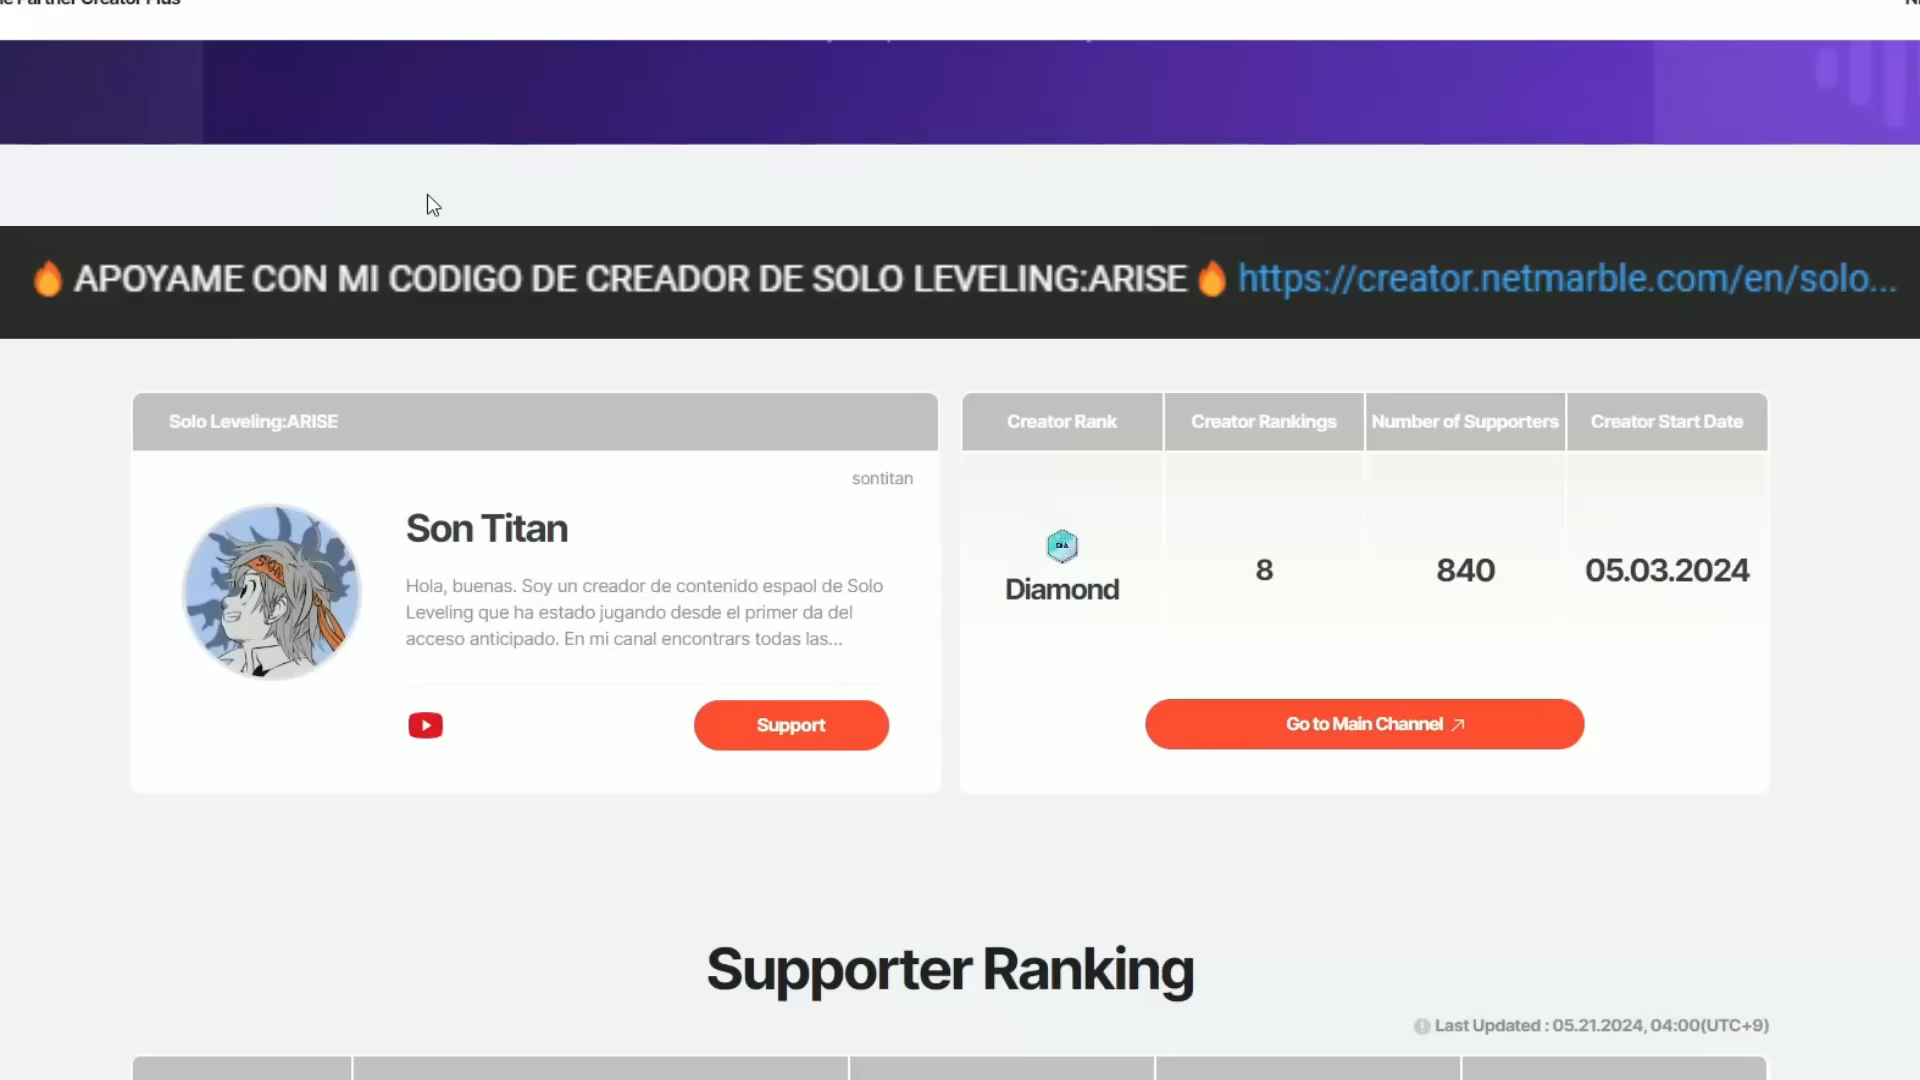 Partner Creator Plus
🔥 APOYAME CON MI CODIGO DE CREADOR DE SOLO LEVELING:ARISE 🔥 https://creator.netmarble.com/en/solo...
Solo Leveling:ARISE
sontitan
Son Titan
Hola, buenas. Soy un creador de contenido espaol de Solo
Leveling que ha estado jugando desde el primer da del
acceso anticipado. En mi canal encontrars todas las...
Support
Creator Rank Creator Rankings Number of Supporters Creator Start Date
DIA
Diamond 8 840 05.03.2024
Go to Main Channel
Supporter Ranking
Last Updated : 05.21.2024, 04:00(UTC+9)